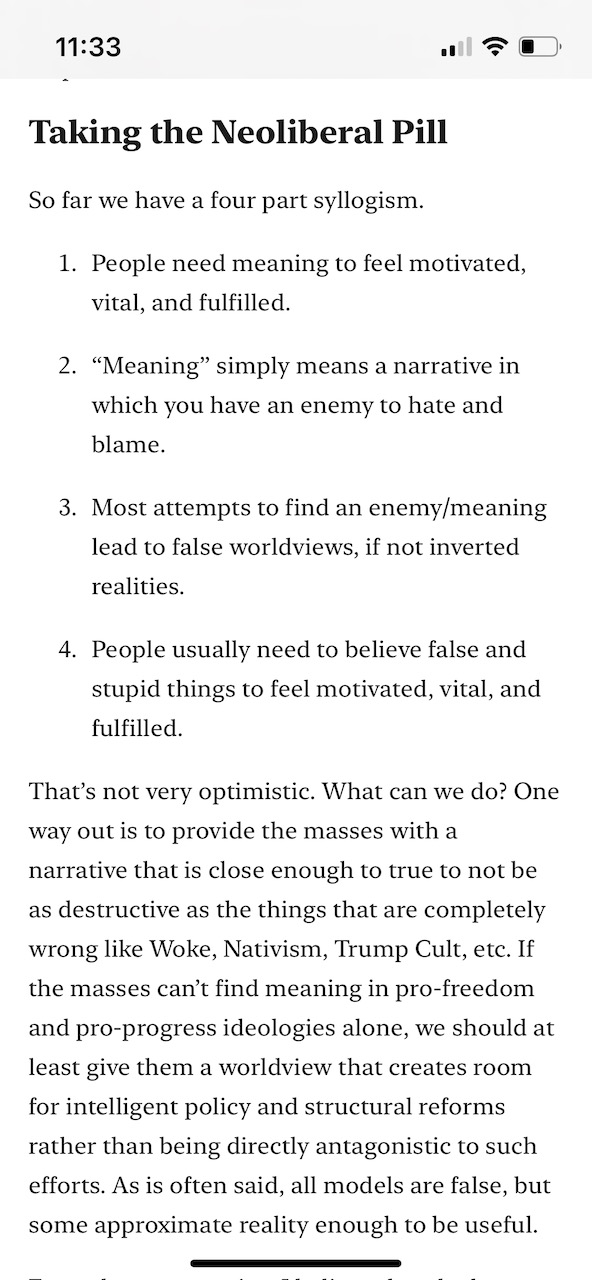 11:33
Taking the Neoliberal Pill
So far we have a four part syllogism.
1. People need meaning to feel motivated,
vital, and fulfilled.
2. “Meaning” simply means a narrative in
which you have an enemy to hate and
blame.
3. Most attempts to find an enemy/meaning
lead to false worldviews, if not inverted
realities.
4. People usually need to believe false and
stupid things to feel motivated, vital, and
fulfilled.
That’s not very optimistic. What can we do? One
way out is to provide the masses with a
narrative that is close enough to true to not be
as destructive as the things that are completely
wrong like Woke, Nativism, Trump Cult, etc. If
the masses can’t find meaning in pro-freedom
and pro-progress ideologies alone, we should at
least give them a worldview that creates room
for intelligent policy and structural reforms
rather than being directly antagonistic to such
efforts. As is often said, all models are false, but
some approximate reality enough to be useful.